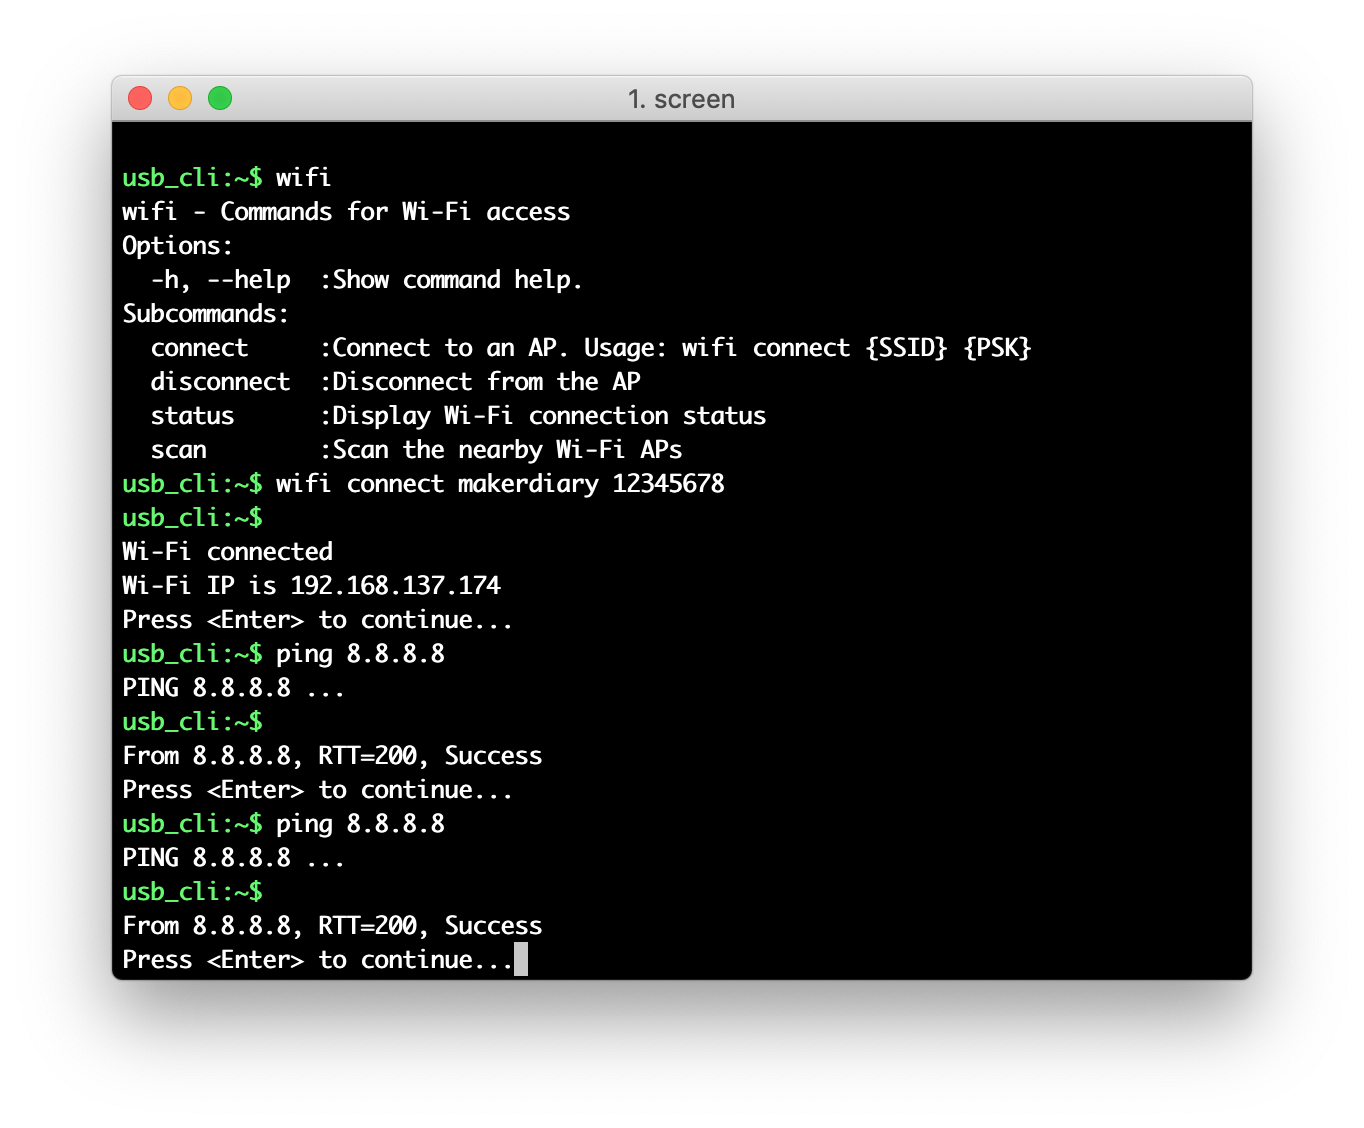 1. screen
usb_cli:~$ wifi
wifi - Commands for Wi-Fi access
Options:
  -h, --help  :Show command help.
Subcommands:
  connect     :Connect to an AP. Usage: wifi connect {SSID} {PSK}
  disconnect  :Disconnect from the AP
  status      :Display Wi-Fi connection status
  scan        :Scan the nearby Wi-Fi APs
usb_cli:~$ wifi connect makerdiary 12345678
usb_cli:~$
Wi-Fi connected
Wi-Fi IP is 192.168.137.174
Press <Enter> to continue...
usb_cli:~$ ping 8.8.8.8
PING 8.8.8.8 ...
usb_cli:~$
From 8.8.8.8, RTT=200, Success
Press <Enter> to continue...
usb_cli:~$ ping 8.8.8.8
PING 8.8.8.8 ...
usb_cli:~$
From 8.8.8.8, RTT=200, Success
Press <Enter> to continue...